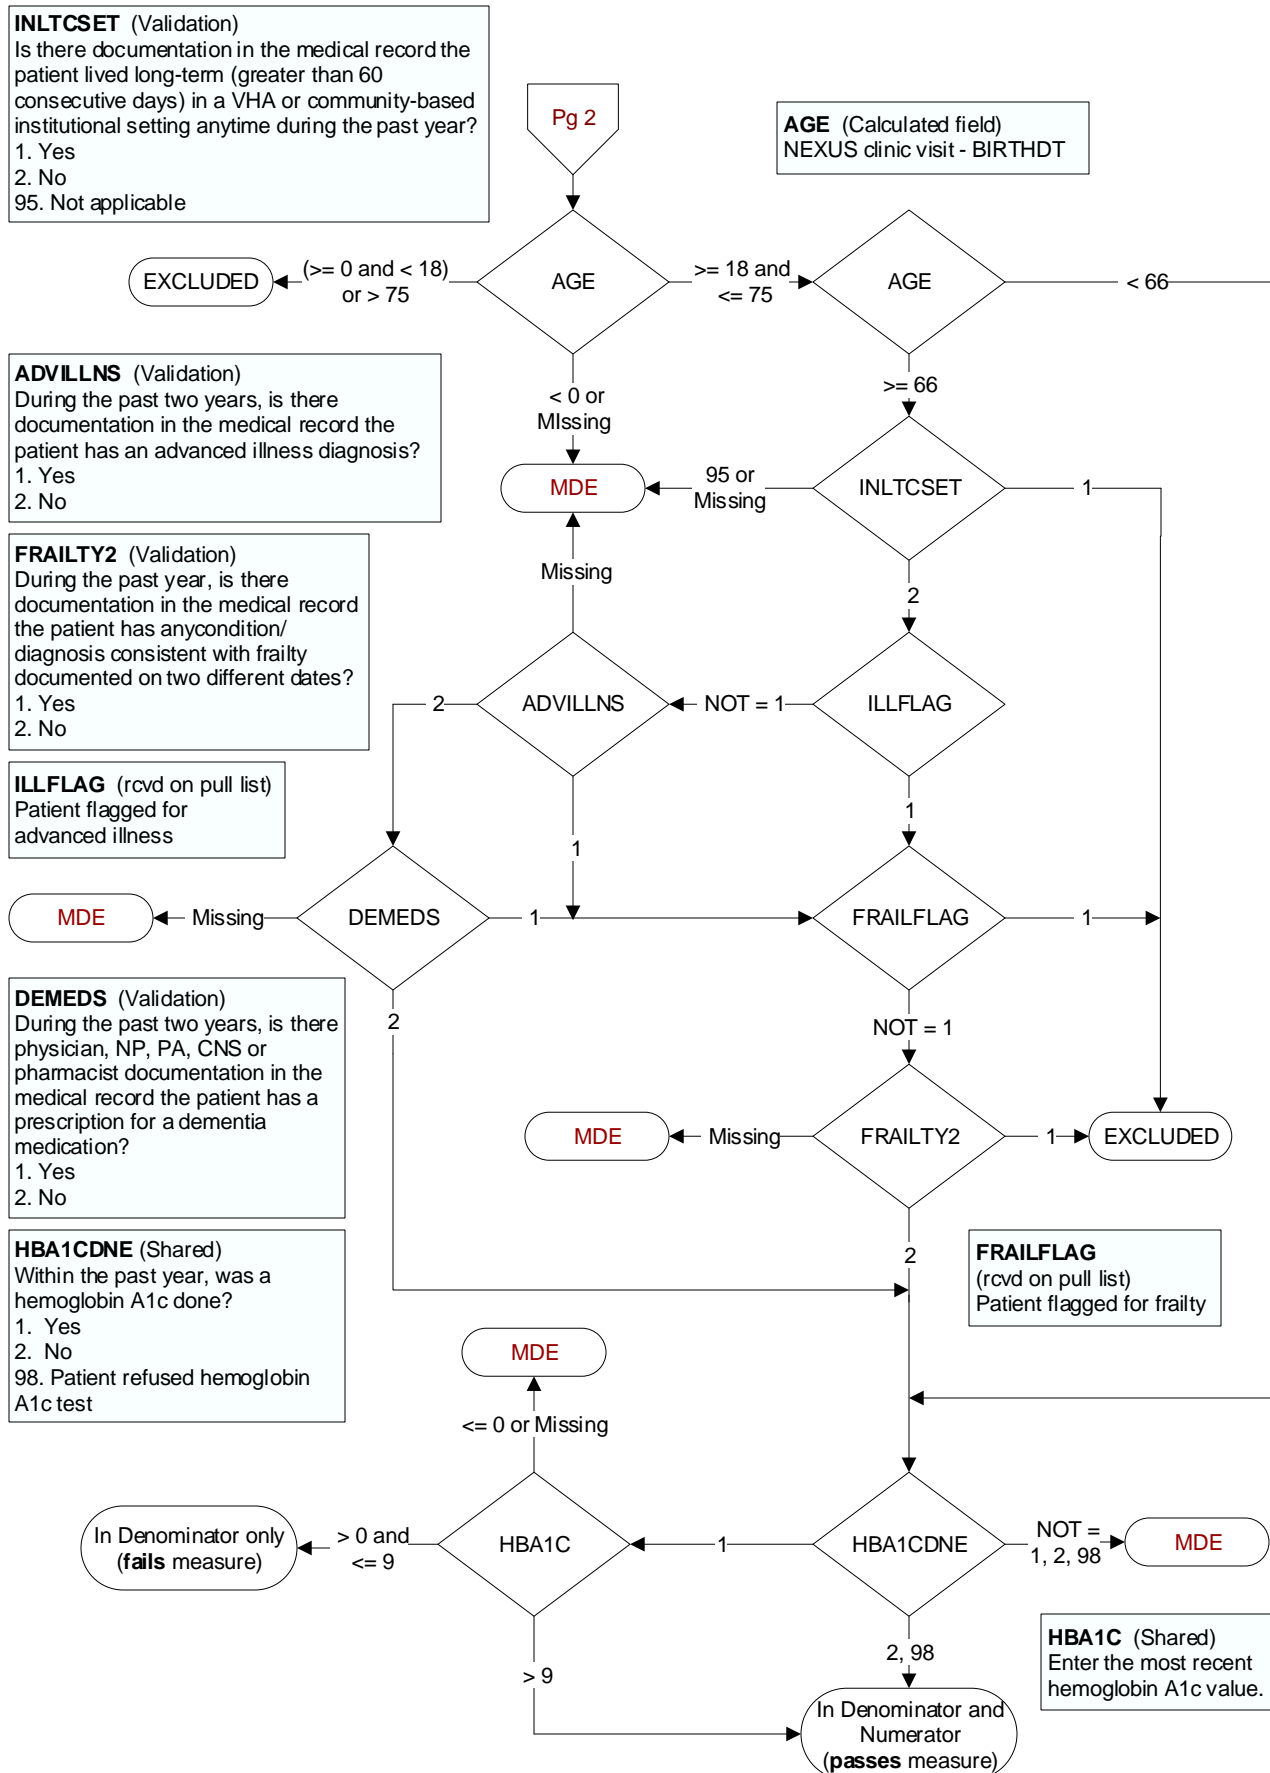 INLTCSET (Validation)
Is there documentation in the medical record the
patient lived long-term (greater than 60
consecutive days) in a VHA or community-based
institutional setting anytime during the past year?
1. Yes
2. No
95. Not applicable
Pg 2
AGE (Calculated field)
NEXUS clinic visit - BIRTHDT
EXCLUDED
(>= 0 and < 18)
or > 75
AGE
>= 18 and
<= 75
AGE
< 66
ADVILLNS (Validation)
During the past two years, is there
documentation in the medical record the
patient has an advanced illness diagnosis?
1. Yes
2. No
< 0 or
MIssing
>= 66
MDE
95 or
Missing
INLTCSET
1
FRAILTY2 (Validation)
During the past year, is there
documentation in the medical record
the patient has anycondition/
diagnosis consistent with frailty
documented on two different dates?
1. Yes
2. No
Missing
2
2
ADVILLNS
NOT = 1
ILLFLAG
ILLFLAG (rcvd on pull list)
Patient flagged for
advanced illness
1
1
MDE
Missing
DEMEDS
1
FRAILFLAG
1
DEMEDS (Validation)
During the past two years, is there
physician, NP, PA, CNS or
pharmacist documentation in the
medical record the patient has a
prescription for a dementia
medication?
1. Yes
2. No
2
NOT = 1
MDE
Missing
FRAILTY2
1
EXCLUDED
HBA1CDNE (Shared)
Within the past year, was a
hemoglobin A1c done?
1. Yes
2. No
98. Patient refused hemoglobin
A1c test
2
FRAILFLAG
(rcvd on pull list)
Patient flagged for frailty
MDE
<= 0 or Missing
In Denominator only
(fails measure)
> 0 and
<= 9
HBA1C
1
HBA1CDNE
NOT =
1, 2, 98
MDE
> 9
2, 98
HBA1C (Shared)
Enter the most recent
hemoglobin A1c value.
In Denominator and
Numerator
(passes measure)